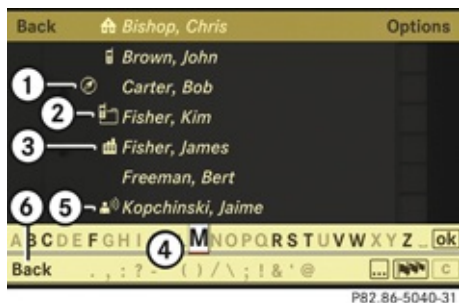 Back Bishop, Chris Options
Brown, John
1 Carter, Bob
2 Fisher, Kim
3 Fisher, James
Freeman, Bert
6 5 Kopchinski, Jaime
A B C D E F G H I 4 M N O P Q R S T U V W X Y Z _ ok
Back . , : ? - ( ) / \ ; ! & ' @ ... C
P82.86-5040-31